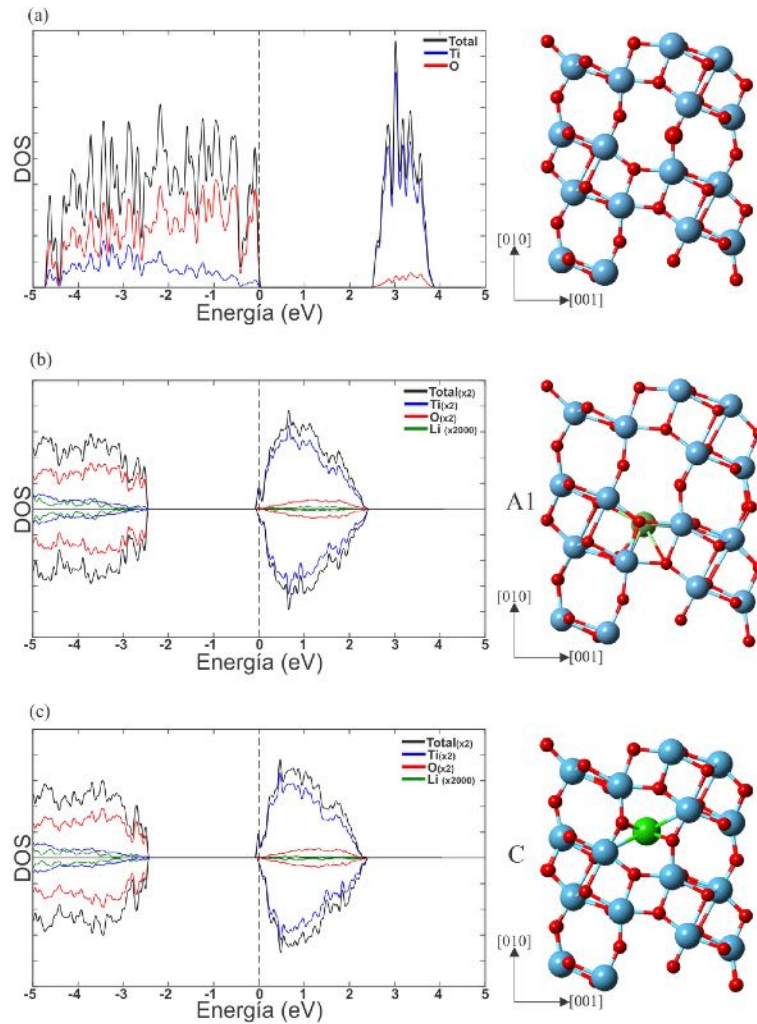 (a)
Total
Ti
O
DOS
-5 -4 -3 -2 -1 0 1 2 3 4 5
Energía (eV)
[010]
[001]
(b)
Total(x2)
Ti(x2)
O(x2)
Li (x2000)
DOS
-5 -4 -3 -2 -1 0 1 2 3 4 5
Energía (eV)
A1
[010]
[001]
(c)
Total(x2)
Ti(x2)
O(x2)
Li (x2000)
DOS
-5 -4 -3 -2 -1 0 1 2 3 4 5
Energía (eV)
C
[010]
[001]